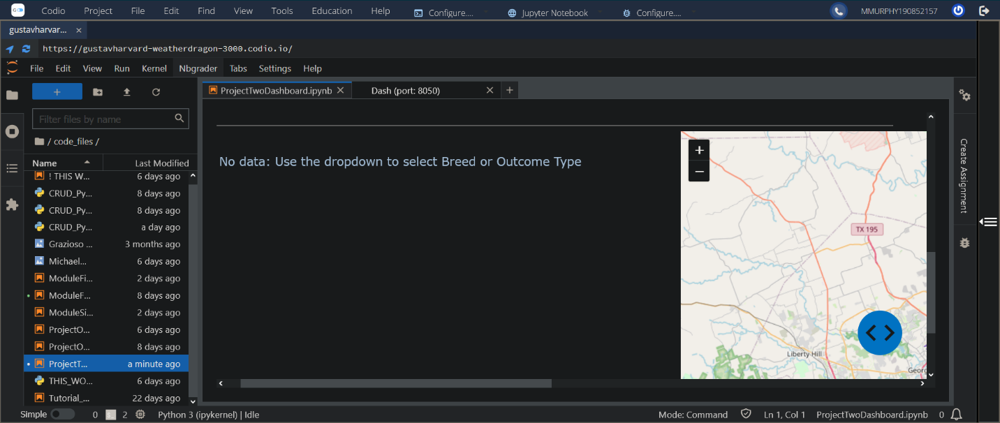 Codio Project File Edit Find View Tools Education Help Configure.... Jupyter Notebook Configure.... MMURPHY190852157
gustavharvar... ×
https://gustavharvard-weatherdragon-3000.codio.io/
File Edit View Run Kernel Nbgrader Tabs Settings Help
+
ProjectTwoDashboard.ipynb ×
Dash (port: 8050) ×
+
Filter files by name
/ code_files /
Name Last Modified
! THIS W... 6 days ago
CRUD_Py... 8 days ago
CRUD_Py... 8 days ago
CRUD_Py... a day ago
Grazioso ... 3 months ago
Michael... 6 days ago
ModuleFi... 2 days ago
ModuleF... 8 days ago
ModuleSi... 2 days ago
ProjectO... 6 days ago
ProjectO... 8 days ago
ProjectT... a minute ago
THIS_WO... 6 days ago
Tutorial_... 22 days ago
No data: Use the dropdown to select Breed or Outcome Type
+
−
TX 195
Liberty Hill
Georg
Create Assignment
Simple 0 $_ 2 Python 3 (ipykernel) | Idle Mode: Command Ln 1, Col 1 ProjectTwoDashboard.ipynb 0